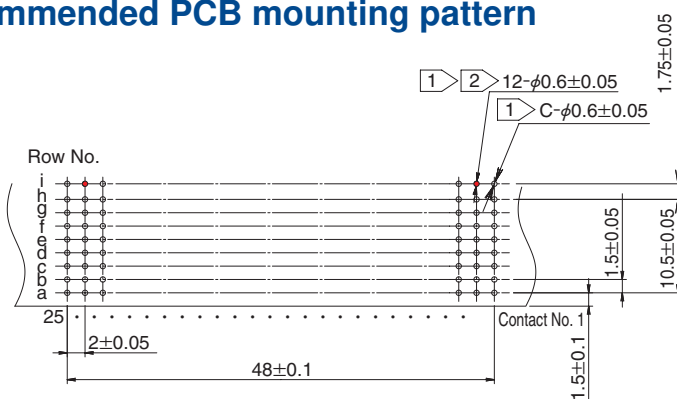 mmended PCB mounting pattern
1.75±0.05
1 2 12-φ0.6±0.05
1 C-φ0.6±0.05
Row No.
i
h
g
f
e
d
c
b
a
1.5±0.05
10.5±0.05
25 Contact No. 1
2±0.05
48±0.1
1.5±0.1